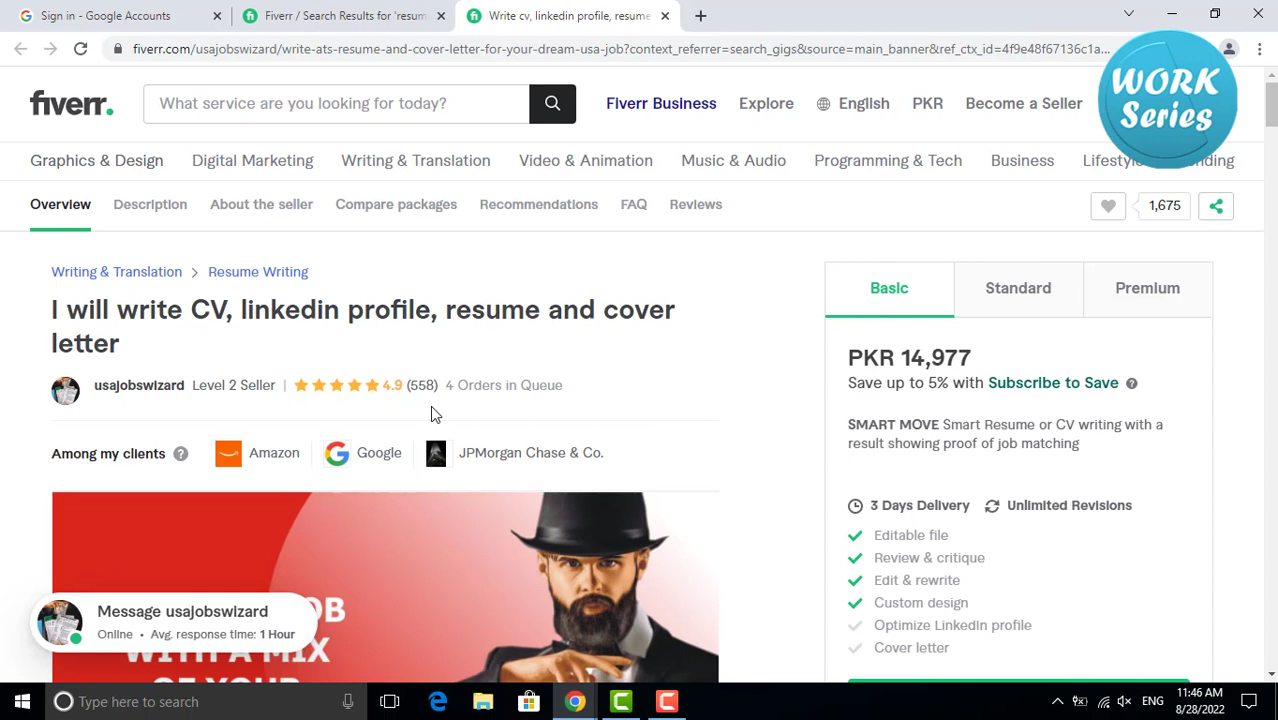 Sign in - Google Accounts
Fiverr / Search Results for 'resum
Write cv, linkedin profile, resume
fiverr.com/usajobswizard/write-ats-resume-and-cover-letter-for-your-dream-usa-job?context_referrer=search_gigs&source=main_banner&ref_ctx_id=4f9e48f67136c1a...
WORK
Series
fiverr.
What service are you looking for today?
Fiverr Business
Explore
English
PKR
Become a Seller
Graphics & Design
Digital Marketing
Writing & Translation
Video & Animation
Music & Audio
Programming & Tech
Business
Overview
Description
About the seller
Compare packages
Recommendations
FAQ
Reviews
1,675
Writing & Translation
Resume Writing
I will write CV, linkedin profile, resume and cover
letter
usajobswizard Level 2 Seller 4.9 (558) 4 Orders in Queue
Among my clients ? Amazon Google JPMorgan Chase & Co.
Message usajobswizard
Online • Avg. response time: 1 Hour
WITH A MIX
OF YOUR
Basic
Standard
Premium
PKR 14,977
Save up to 5% with Subscribe to Save ?
SMART MOVE Smart Resume or CV writing with a
result showing proof of job matching
3 Days Delivery Unlimited Revisions
Editable file
Review & critique
Edit & rewrite
Custom design
Optimize LinkedIn profile
Cover letter
Type here to search
ENG
11:46 AM
8/28/2022